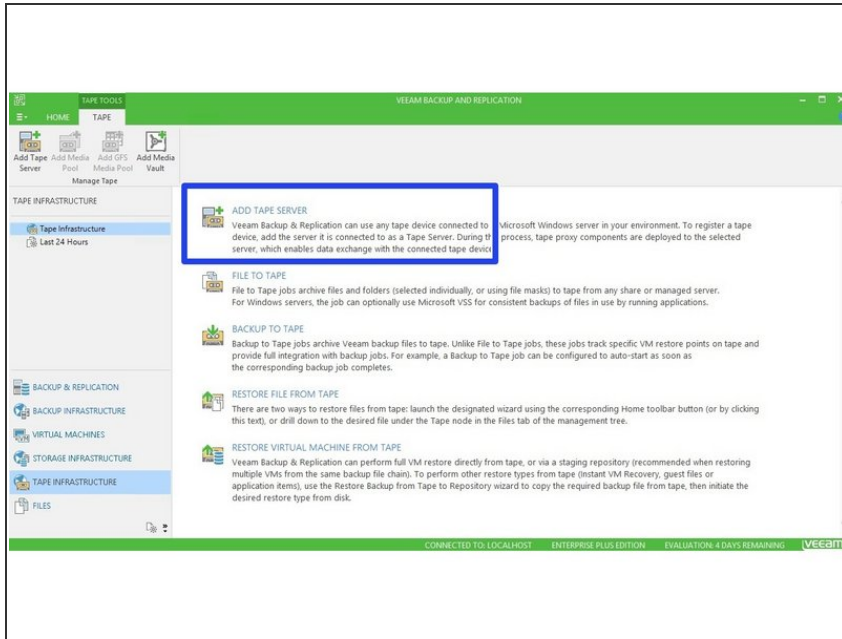 TAPE TOOLS
VEEAM BACKUP AND REPLICATION
HOME TAPE
Add Tape Server
Add Media Pool
Add GFS Media Pool
Add Media Vault
Manage Tape
TAPE INFRASTRUCTURE
Tape Infrastructure
Last 24 Hours
BACKUP & REPLICATION
BACKUP INFRASTRUCTURE
VIRTUAL MACHINES
STORAGE INFRASTRUCTURE
TAPE INFRASTRUCTURE
FILES
ADD TAPE SERVER
Veeam Backup & Replication can use any tape device connected to Microsoft Windows server in your environment. To register a tape
device, add the server it is connected to as a Tape Server. During th process, tape proxy components are deployed to the selected
server, which enables data exchange with the connected tape device
FILE TO TAPE
File to Tape jobs archive files and folders (selected individually, or using file masks) to tape from any share or managed server.
For Windows servers, the job can optionally use Microsoft VSS for consistent backups of files in use by running applications.
BACKUP TO TAPE
Backup to Tape jobs archive Veeam backup files to tape. Unlike File to Tape jobs, these jobs track specific VM restore points on tape and
provide full integration with backup jobs. For example, a Backup to Tape job can be configured to auto-start as soon as
the corresponding backup job completes.
RESTORE FILE FROM TAPE
There are two ways to restore files from tape: launch the designated wizard using the corresponding Home toolbar button (or by clicking
this text), or drill down to the desired file under the Tape node in the Files tab of the management tree.
RESTORE VIRTUAL MACHINE FROM TAPE
Veeam Backup & Replication can perform full VM restore directly from tape, or via a staging repository (recommended when restoring
multiple VMs from the same backup file chain). To perform other restore types from tape (Instant VM Recovery, guest files or
application items), use the Restore Backup from Tape to Repository wizard to copy the required backup file from tape, then initiate the
desired restore type from disk.
CONNECTED TO: LOCALHOST ENTERPRISE PLUS EDITION EVALUATION: 4 DAYS REMAINING veeam